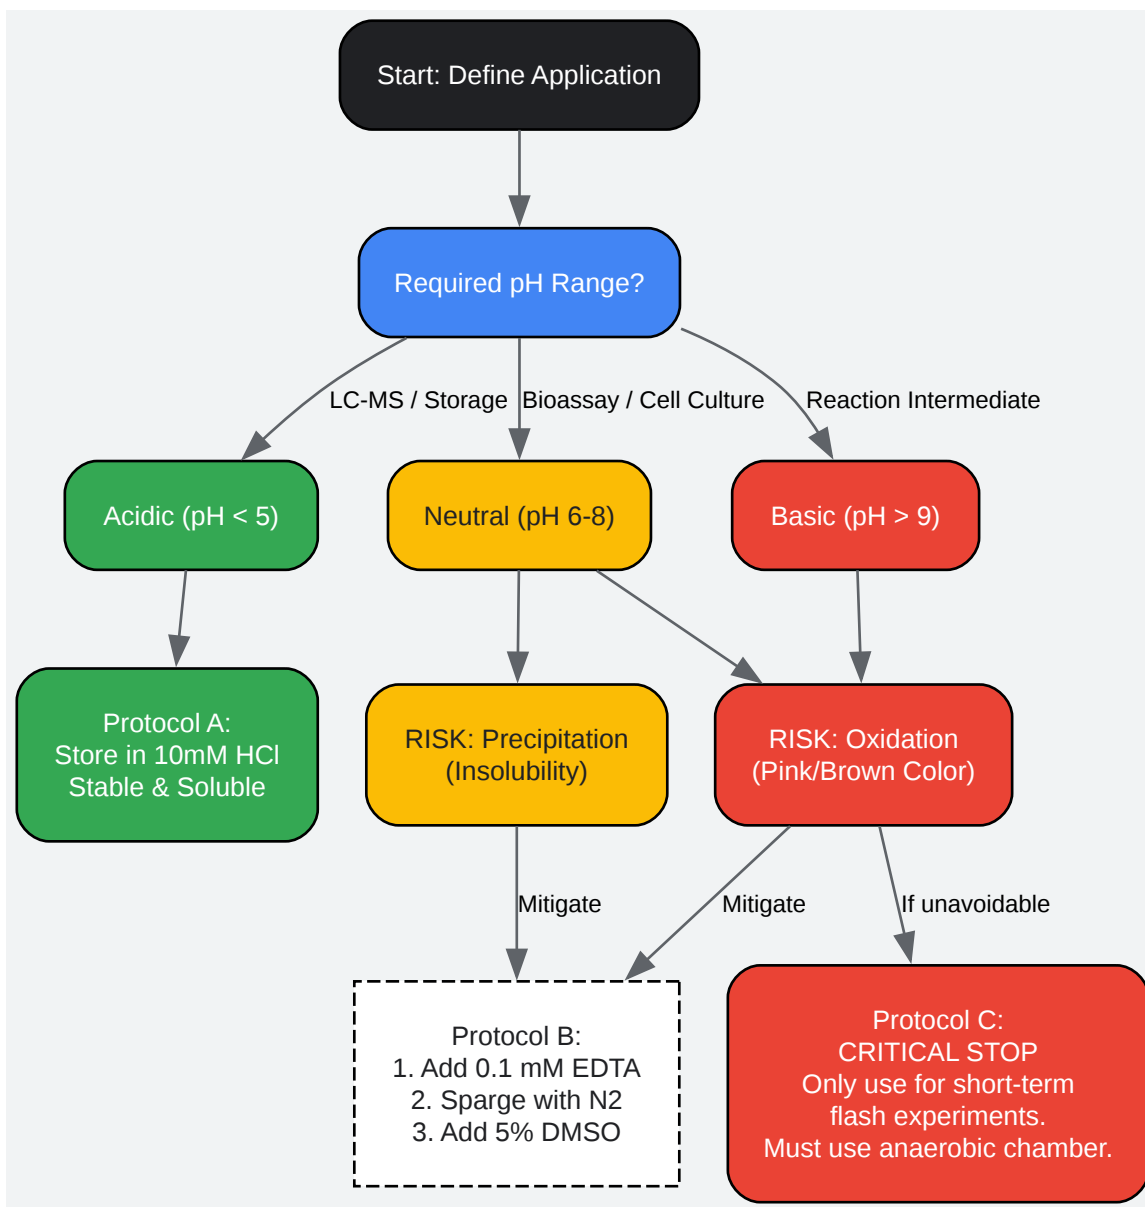 Start: Define Application
Required pH Range?
LC-MS / Storage
Bioassay / Cell Culture
Reaction Intermediate
Acidic (pH < 5)
Neutral (pH 6-8)
Basic (pH > 9)
Protocol A:
Store in 10mM HCl
Stable & Soluble
RISK: Precipitation
(Insolubility)
RISK: Oxidation
(Pink/Brown Color)
Mitigate
Mitigate
If unavoidable
Protocol B:
1. Add 0.1 mM EDTA
2. Sparge with N2
3. Add 5% DMSO
Protocol C:
CRITICAL STOP
Only use for short-term
flash experiments.
Must use anaerobic chamber.